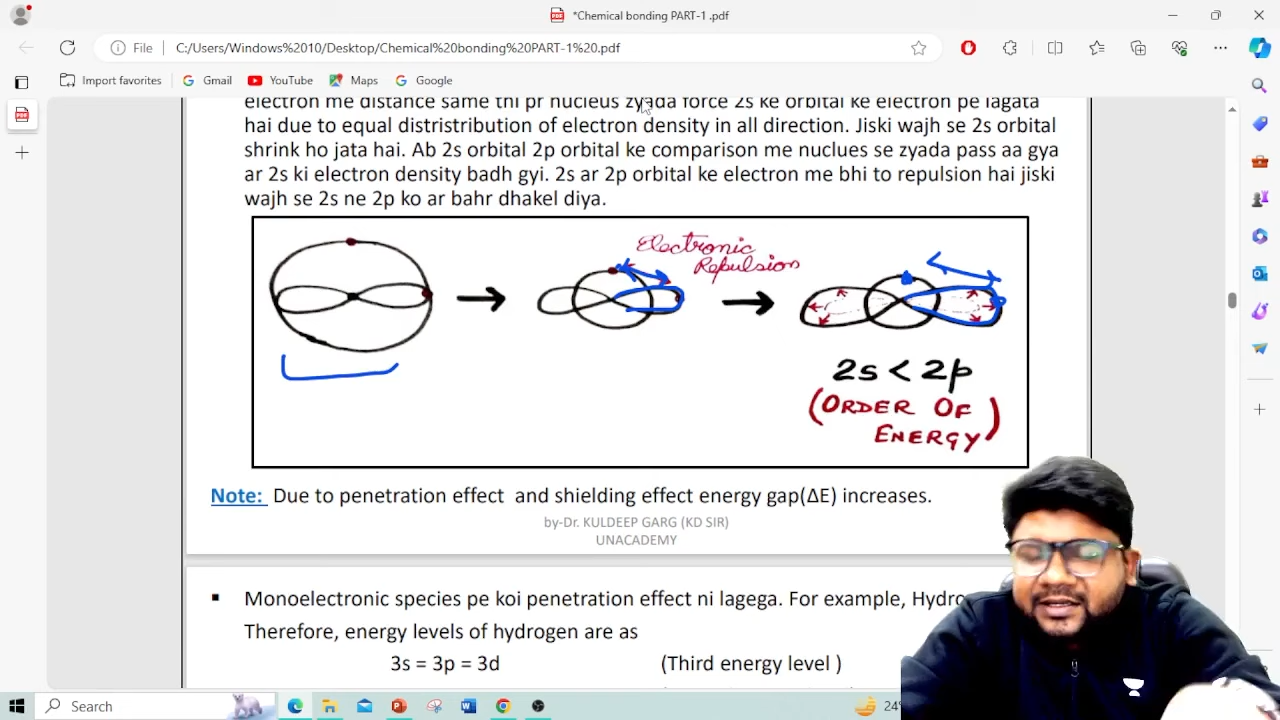 *Chemical bonding PART-1 .pdf
File C:/Users/Windows%2010/Desktop/Chemical%20bonding%20PART-1%20.pdf
Import favorites Gmail YouTube Maps Google
electron me distance same thi pr nucleus zyada force 2s ke orbital ke electron pe lagata
hai due to equal distristribution of electron density in all direction. Jiski wajh se 2s orbital
shrink ho jata hai. Ab 2s orbital 2p orbital ke comparison me nuclues se zyada pass aa gya
ar 2s ki electron density badh gyi. 2s ar 2p orbital ke electron me bhi to repulsion hai jiski
wajh se 2s ne 2p ko ar bahr dhakel diya.
Electronic
Repulsion
2s < 2p
(ORDER OF
ENERGY)
Note: Due to penetration effect and shielding effect energy gap(ΔE) increases.
by-Dr. KULDEEP GARG (KD SIR)
UNACADEMY
▪ Monoelectronic species pe koi penetration effect ni lagega. For example, Hydro
Therefore, energy levels of hydrogen are as
3s = 3p = 3d (Third energy level )
Search
24